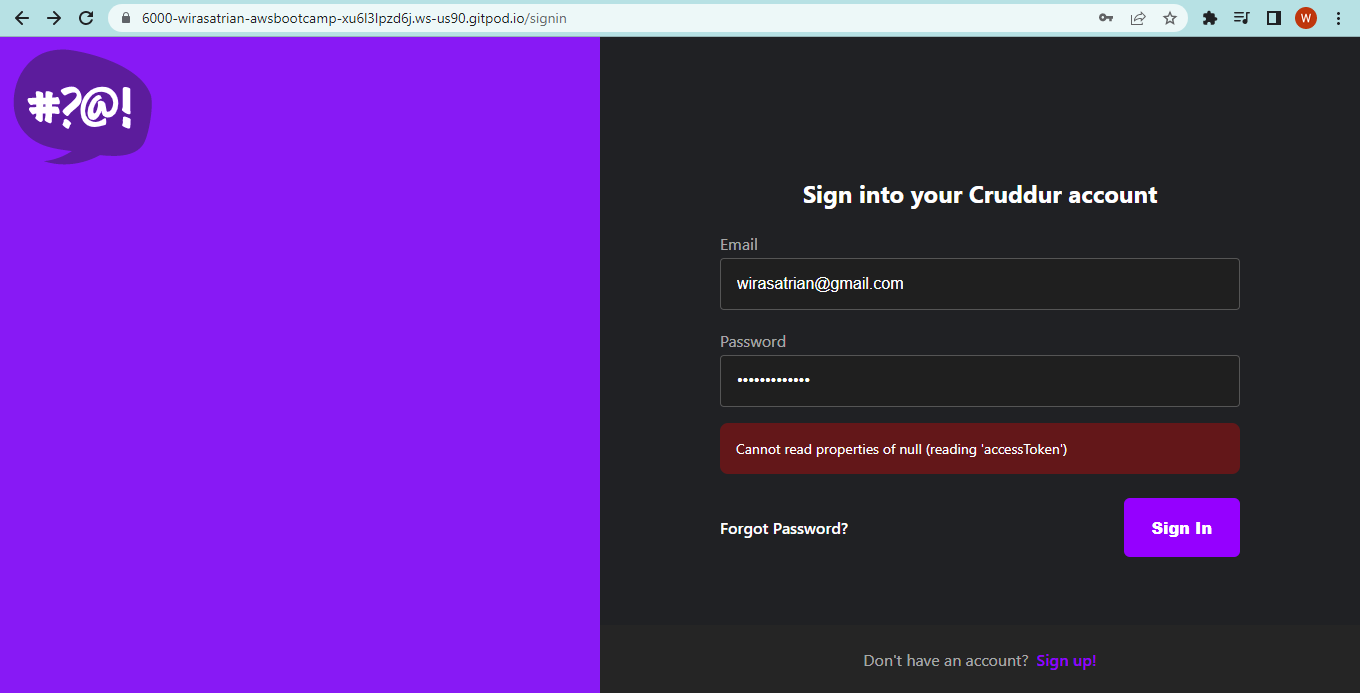 6000-wirasatrian-awsbootcamp-xu6l3lpzd6j.ws-us90.gitpod.io/signin
W
#?@!
Sign into your Cruddur account
Email
wirasatrian@gmail.com
Password
•••••••••••••
Cannot read properties of null (reading 'accessToken')
Forgot Password?
Sign In
Don't have an account? Sign up!